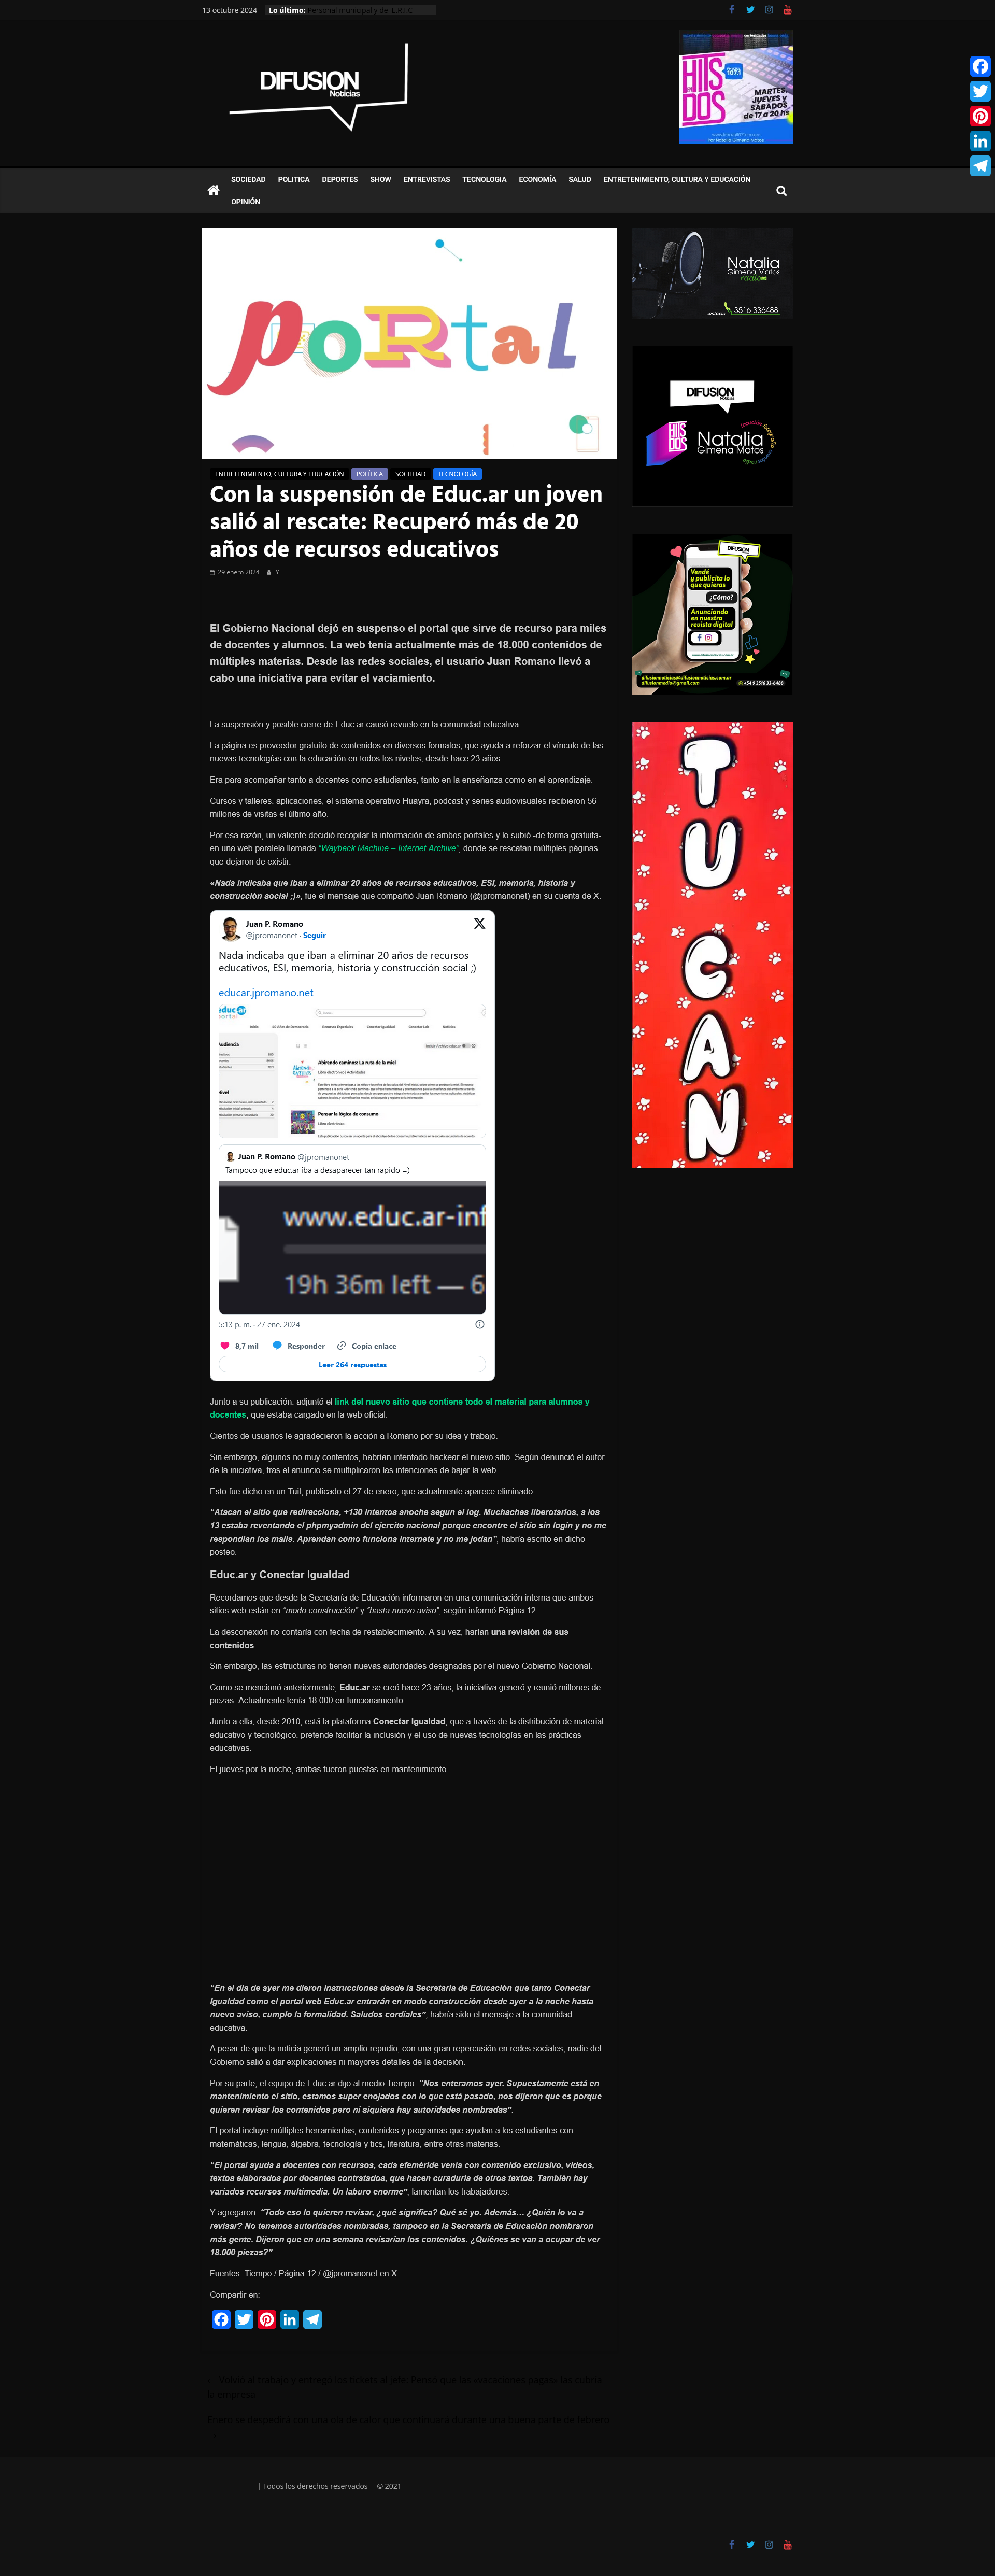 13 octubre 2024
Lo último: Personal municipal y del E.R.I.C
DIFUSION
Noticias
HITS
DOS
107.1
MARTES,
JUEVES y
SÁBADOS
de 17 a 20 hs
Por Natalia Gimena Matos
SOCIEDAD POLITICA DEPORTES SHOW ENTREVISTAS TECNOLOGIA ECONOMÍA SALUD ENTRETENIMIENTO, CULTURA Y EDUCACIÓN
OPINIÓN
PORtal
Natalia
Gimena Matos
radio
contacto 3516 336488
DIFUSION
Noticias
HITS
DOS
Natalia
Gimena Matos
locución fotografía
radio
DIFUSION
Vendé
y publicita lo
que quieras
¿Cómo?
Anunciando
en nuestra
revista digital
www.difusionnoticias.com.ar
difusionnoticias@difusionnoticias.com.ar
difusionmedio@gmail.com
+54 9 3516 33-6488
TUCAN
ENTRETENIMIENTO, CULTURA Y EDUCACIÓN POLÍTICA SOCIEDAD TECNOLOGÍA
Con la suspensión de Educ.ar un joven
salió al rescate: Recuperó más de 20
años de recursos educativos
29 enero 2024 Y
El Gobierno Nacional dejó en suspenso el portal que sirve de recurso para miles
de docentes y alumnos. La web tenía actualmente más de 18.000 contenidos de
múltiples materias. Desde las redes sociales, el usuario Juan Romano llevó a
cabo una iniciativa para evitar el vaciamiento.
La suspensión y posible cierre de Educ.ar causó revuelo en la comunidad educativa.
La página es proveedor gratuito de contenidos en diversos formatos, que ayuda a reforzar el vínculo de las
nuevas tecnologías con la educación en todos los niveles, desde hace 23 años.
Era para acompañar tanto a docentes como estudiantes, tanto en la enseñanza como en el aprendizaje.
Cursos y talleres, aplicaciones, el sistema operativo Huayra, podcast y series audiovisuales recibieron 56
millones de visitas el último año.
Por esa razón, un valiente decidió recopilar la información de ambos portales y lo subió -de forma gratuita-
en una web paralela llamada "Wayback Machine – Internet Archive", donde se rescatan múltiples páginas
que dejaron de existir.
«Nada indicaba que iban a eliminar 20 años de recursos educativos, ESI, memoria, historia y
construcción social ;)», fue el mensaje que compartió Juan Romano (@jpromanonet) en su cuenta de X.
Juan P. Romano
@jpromanonet · Seguir
Nada indicaba que iban a eliminar 20 años de recursos
educativos, ESI, memoria, historia y construcción social ;)
educar.jpromano.net
educ.ar
portal
Inicio 40 Años de Democracia Recursos Especiales Conectar Igualdad Conectar Lab Noticias
Audiencia
Incluir Archivo educ.ar
Abriendo caminos: La ruta de la miel
Libro electrónico | Actividades
Nivel
Pensar la lógica de consumo
Libro electrónico
Juan P. Romano @jpromanonet
Tampoco que educ.ar iba a desaparecer tan rapido =)
www.educ.ar-inf
19h 36m left — 6
5:13 p. m. · 27 ene. 2024
8,7 mil Responder Copia enlace
Leer 264 respuestas
Junto a su publicación, adjuntó el link del nuevo sitio que contiene todo el material para alumnos y
docentes, que estaba cargado en la web oficial.
Cientos de usuarios le agradecieron la acción a Romano por su idea y trabajo.
Sin embargo, algunos no muy contentos, habrían intentado hackear el nuevo sitio. Según denunció el autor
de la iniciativa, tras el anuncio se multiplicaron las intenciones de bajar la web.
Esto fue dicho en un Tuit, publicado el 27 de enero, que actualmente aparece eliminado:
"Atacan el sitio que redirecciona, +130 intentos anoche segun el log. Muchaches liberotarios, a los
13 estaba reventando el phpmyadmin del ejercito nacional porque encontre el sitio sin login y no me
respondían los mails. Aprendan como funciona internete y no me jodan", habría escrito en dicho
posteo.
Educ.ar y Conectar Igualdad
Recordamos que desde la Secretaría de Educación informaron en una comunicación interna que ambos
sitios web están en "modo construcción" y "hasta nuevo aviso", según informó Página 12.
La desconexión no contaría con fecha de restablecimiento. A su vez, harían una revisión de sus
contenidos.
Sin embargo, las estructuras no tienen nuevas autoridades designadas por el nuevo Gobierno Nacional.
Como se mencionó anteriormente, Educ.ar se creó hace 23 años; la iniciativa generó y reunió millones de
piezas. Actualmente tenía 18.000 en funcionamiento.
Junto a ella, desde 2010, está la plataforma Conectar Igualdad, que a través de la distribución de material
educativo y tecnológico, pretende facilitar la inclusión y el uso de nuevas tecnologías en las prácticas
educativas.
El jueves por la noche, ambas fueron puestas en mantenimiento.
"En el día de ayer me dieron instrucciones desde la Secretaría de Educación que tanto Conectar
Igualdad como el portal web Educ.ar entrarán en modo construcción desde ayer a la noche hasta
nuevo aviso, cumplo la formalidad. Saludos cordiales", habría sido el mensaje a la comunidad
educativa.
A pesar de que la noticia generó un amplio repudio, con una gran repercusión en redes sociales, nadie del
Gobierno salió a dar explicaciones ni mayores detalles de la decisión.
Por su parte, el equipo de Educ.ar dijo al medio Tiempo: "Nos enteramos ayer. Supuestamente está en
mantenimiento el sitio, estamos super enojados con lo que está pasado, nos dijeron que es porque
quieren revisar los contenidos pero ni siquiera hay autoridades nombradas".
El portal incluye múltiples herramientas, contenidos y programas que ayudan a los estudiantes con
matemáticas, lengua, álgebra, tecnología y tics, literatura, entre otras materias.
"El portal ayuda a docentes con recursos, cada efeméride venía con contenido exclusivo, videos,
textos elaborados por docentes contratados, que hacen curaduría de otros textos. También hay
variados recursos multimedia. Un laburo enorme", lamentan los trabajadores.
Y agregaron: "Todo eso lo quieren revisar, ¿qué significa? Qué sé yo. Además… ¿Quién lo va a
revisar? No tenemos autoridades nombradas, tampoco en la Secretaría de Educación nombraron
más gente. Dijeron que en una semana revisarían los contenidos. ¿Quiénes se van a ocupar de ver
18.000 piezas?".
Fuentes: Tiempo / Página 12 / @jpromanonet en X
Compartir en:
| Todos los derechos reservados – © 2021